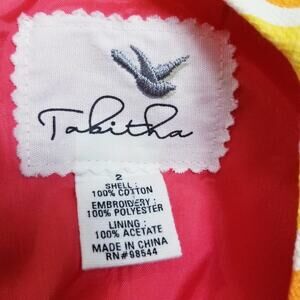 Tabitha
2
SHELL :
100% COTTON
EMBROIDERY :
100% POLYESTER
LINING :
100% ACETATE
MADE IN CHINA
RN#98544